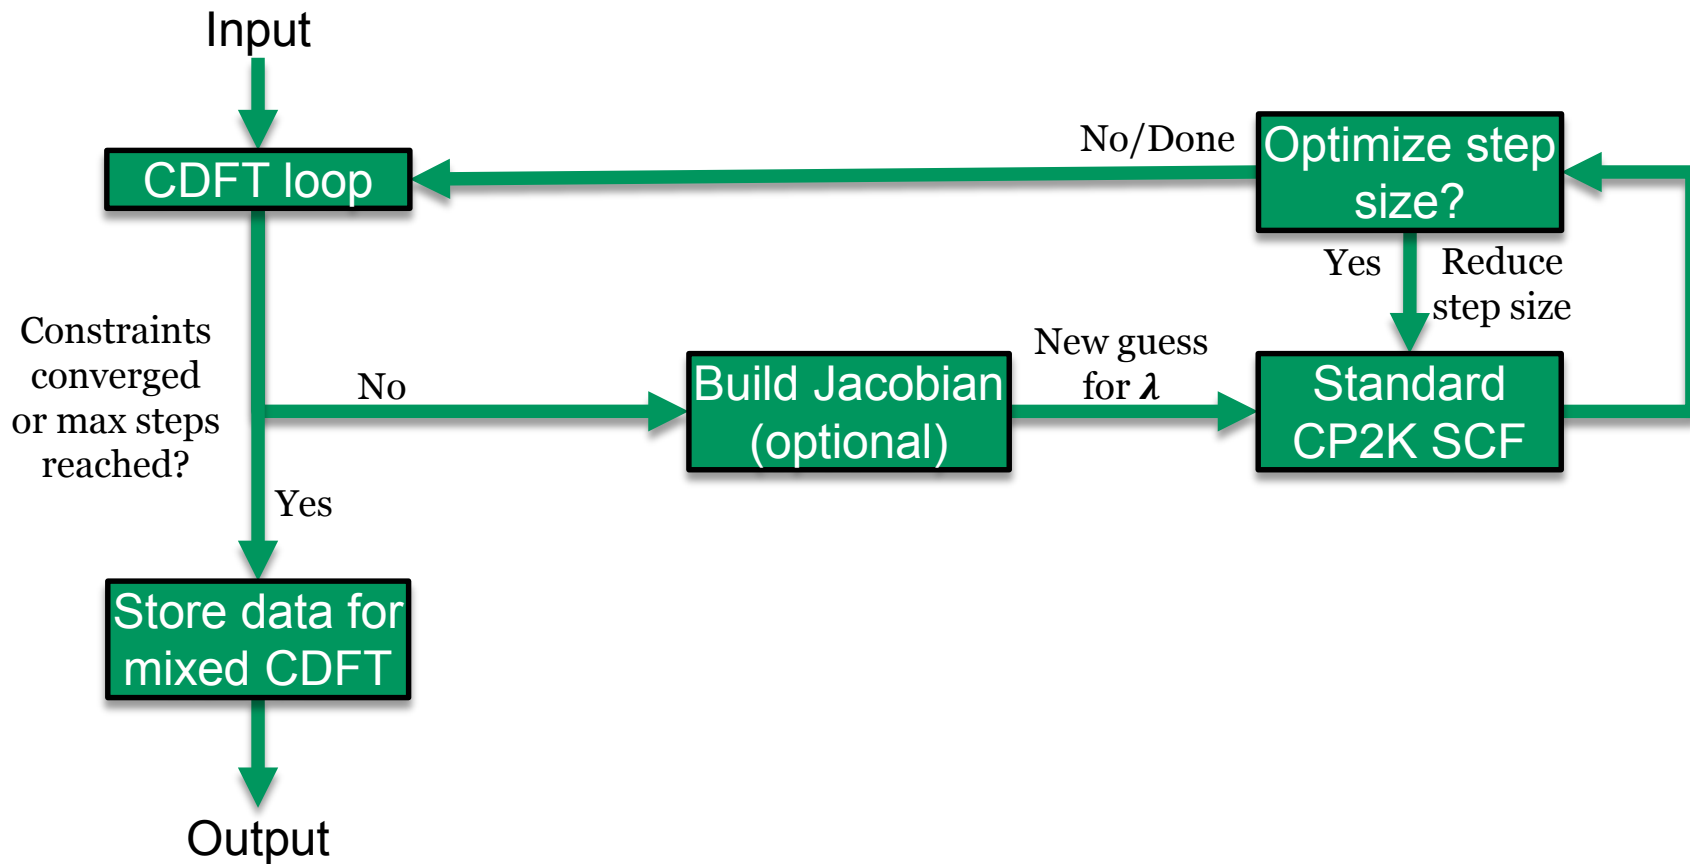 Input
CDFT loop
No/Done
Optimize step
size?
Yes
Reduce
step size
Constraints
converged
or max steps
reached?
No
Build Jacobian
(optional)
New guess
for λ
Standard
CP2K SCF
Yes
Store data for
mixed CDFT
Output